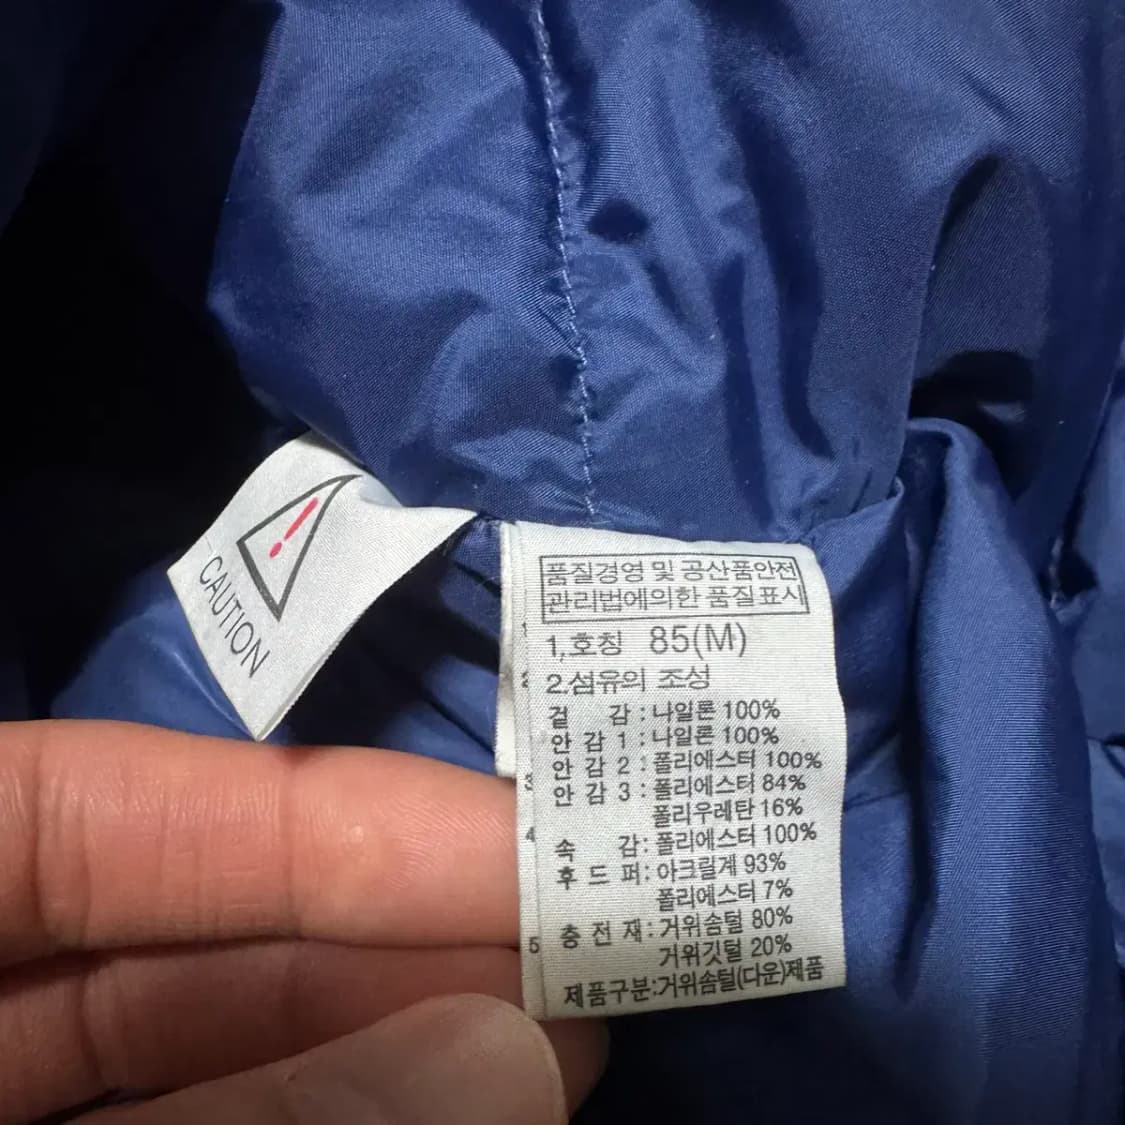 !
CAUTION
품질경영 및 공산품안전
관리법에의한 품질표시
1.호칭 85(M)
2.섬유의 조성
겉 감 : 나일론 100%
안 감 1 : 나일론 100%
안 감 2 : 폴리에스터 100%
안 감 3 : 폴리에스터 84%
폴리우레탄 16%
속 감 : 폴리에스터 100%
후 드 퍼 : 아크릴계 93%
폴리에스터 7%
충 전 재 : 거위솜털 80%
거위깃털 20%
제품구분:거위솜털(다운)제품
3
4
5